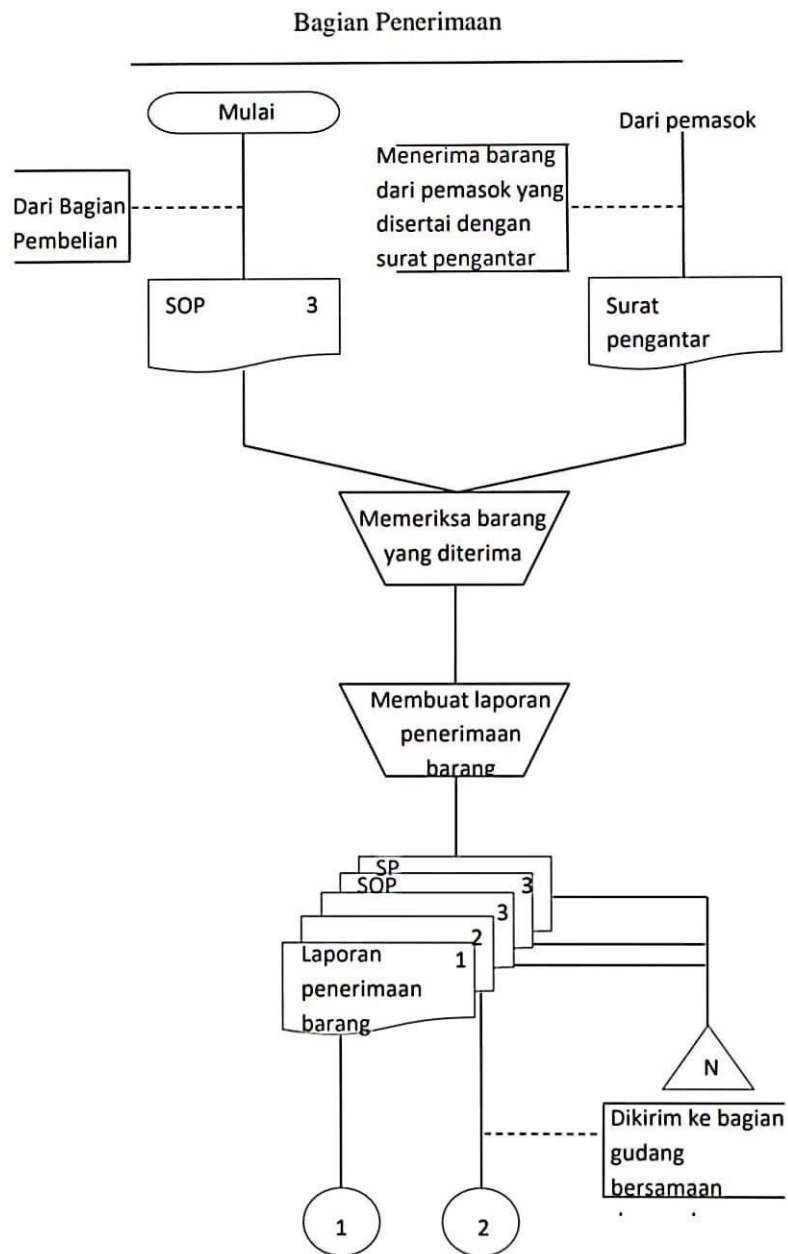 Bagian Penerimaan
Mulai
Dari pemasok
Dari Bagian
Pembelian
Menerima barang
dari pemasok yang
disertai dengan
surat pengantar
SOP 3
Surat
pengantar
Memeriksa barang
yang diterima
Membuat laporan
penerimaan
barang
SP
SOP 3
3
2
Laporan 1
penerimaan
barang
N
Dikirim ke bagian
gudang
bersamaan
1
2